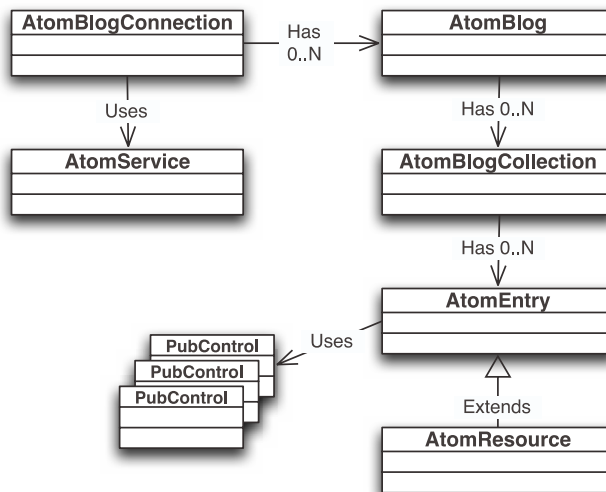 AtomBlogConnection
Has
0..N
AtomBlog
Uses
Has 0..N
AtomService
AtomBlogCollection
Has 0..N
AtomEntry
Uses
PubControl
PubControl
PubControl
Extends
AtomResource